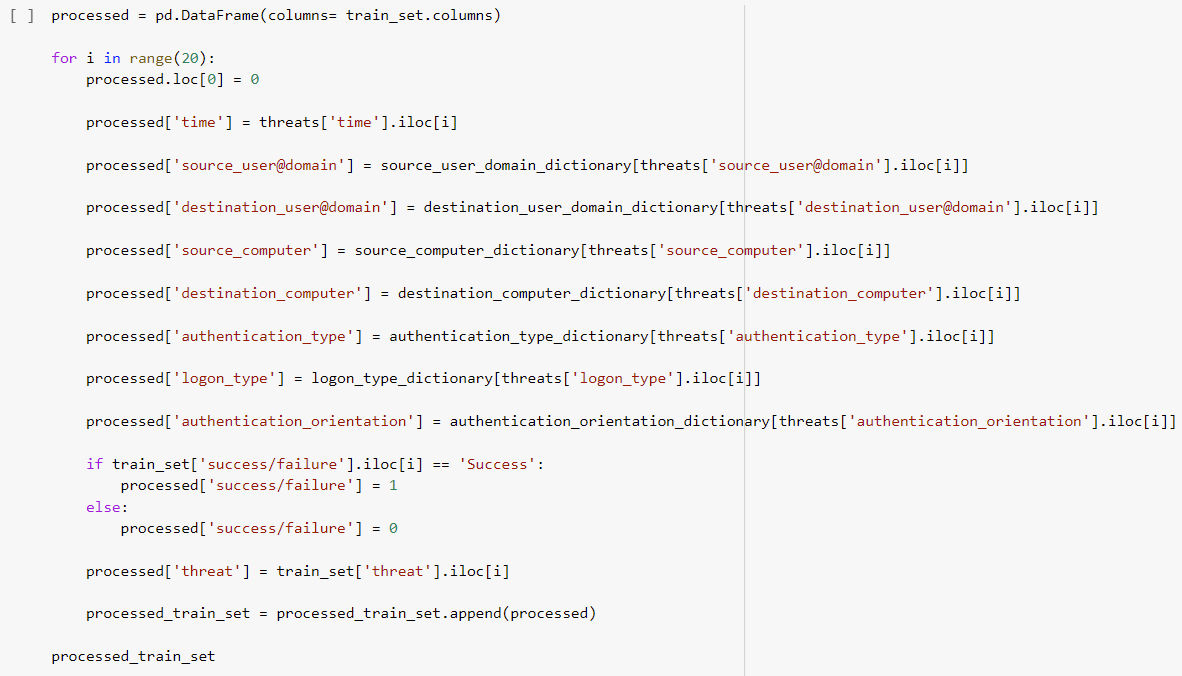 [ ] processed = pd.DataFrame(columns= train_set.columns)
for i in range(20):
processed.loc[0] = 0
processed['time'] = threats['time'].iloc[i]
processed['source_user@domain'] = source_user_domain_dictionary[threats['source_user@domain'].iloc[i]]
processed['destination_user@domain'] = destination_user_domain_dictionary[threats['destination_user@domain'].iloc[i]]
processed['source_computer'] = source_computer_dictionary[threats['source_computer'].iloc[i]]
processed['destination_computer'] = destination_computer_dictionary[threats['destination_computer'].iloc[i]]
processed['authentication_type'] = authentication_type_dictionary[threats['authentication_type'].iloc[i]]
processed['logon_type'] = logon_type_dictionary[threats['logon_type'].iloc[i]]
processed['authentication_orientation'] = authentication_orientation_dictionary[threats['authentication_orientation'].iloc[i]]
if train_set['success/failure'].iloc[i] == 'Success':
processed['success/failure'] = 1
else:
processed['success/failure'] = 0
processed['threat'] = train_set['threat'].iloc[i]
processed_train_set = processed_train_set.append(processed)
processed_train_set